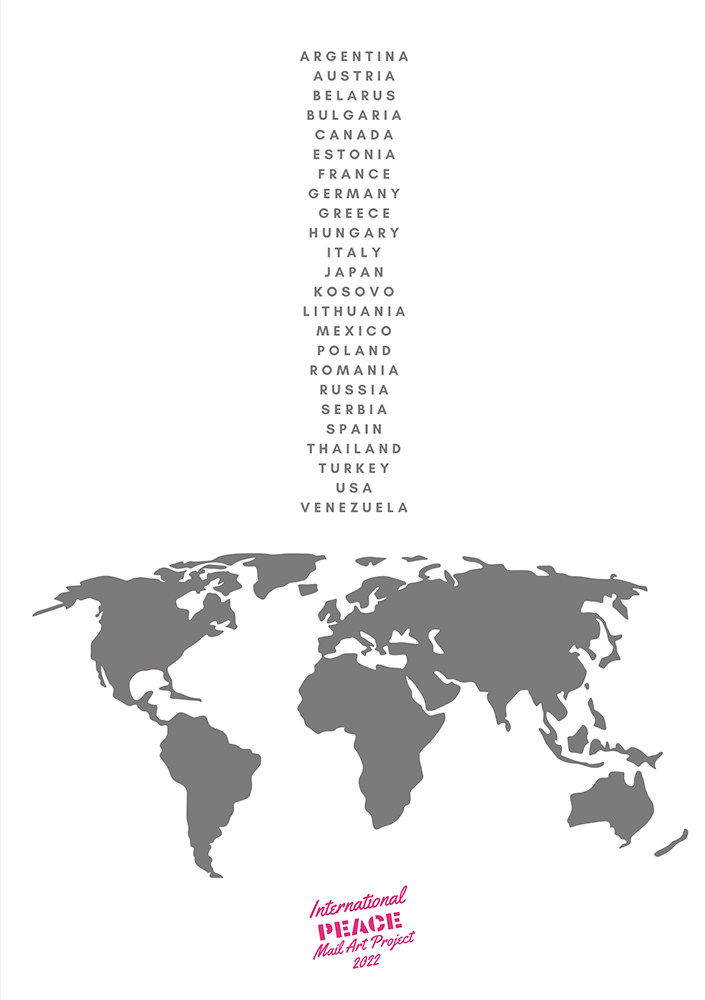 ARGENTINA
AUSTRIA
BELARUS
BULGARIA
CANADA
ESTONIA
FRANCE
GERMANY
GREECE
HUNGARY
ITALY
JAPAN
KOSOVO
LITHUANIA
MEXICO
POLAND
ROMANIA
RUSSIA
SERBIA
SPAIN
THAILAND
TURKEY
USA
VENEZUELA
International
PEACE
Mail Art Project
2022